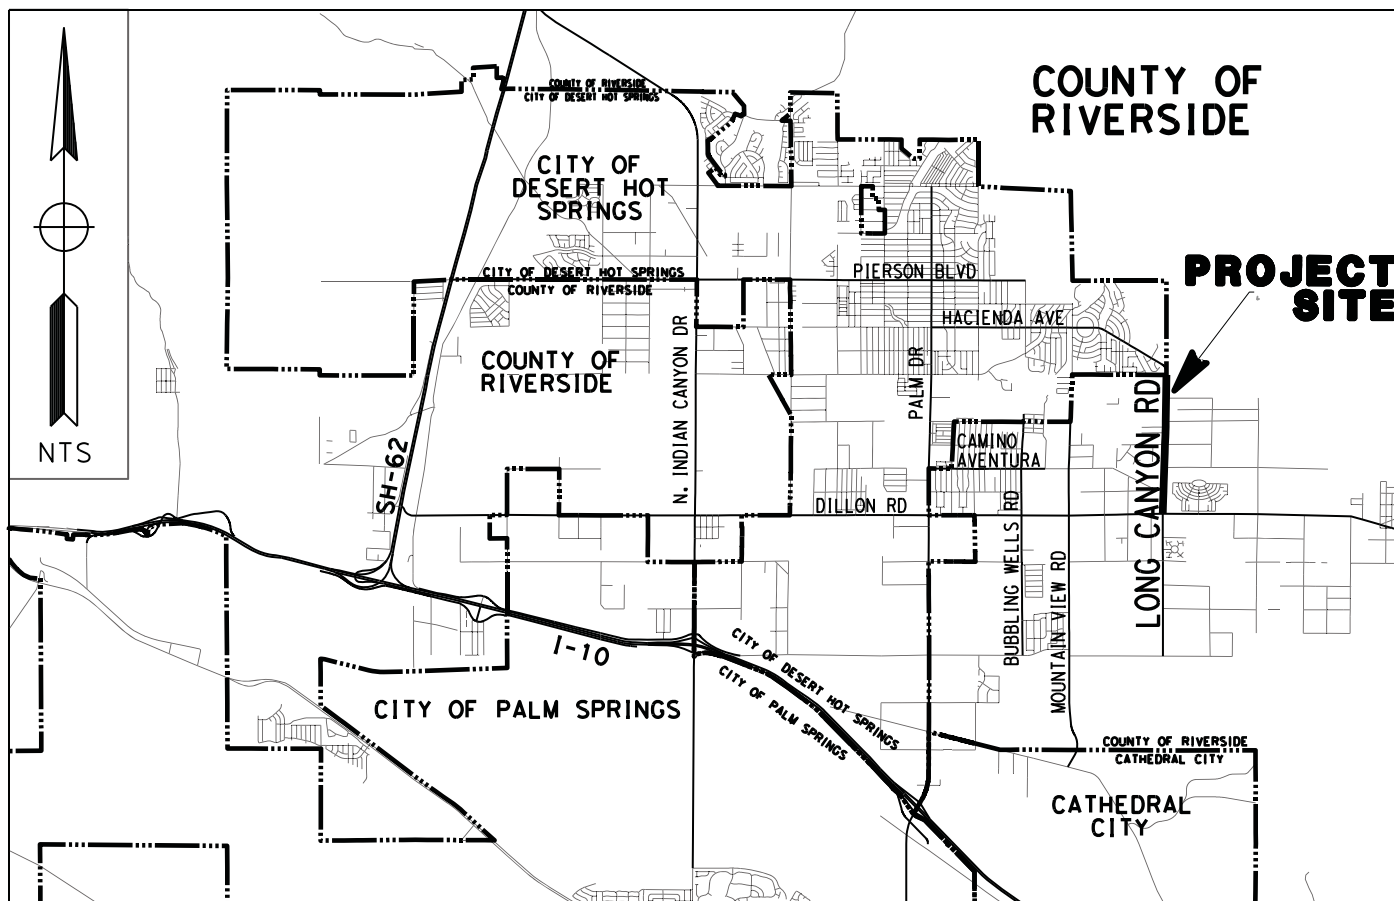 COUNTY OF
RIVERSIDE
COUNTY OF RIVERSIDE
CITY OF DESERT HOT SPRINGS
CITY OF
DESERT HOT
SPRINGS
CITY OF DESERT HOT SPRINGS
COUNTY OF RIVERSIDE
PIERSON BLVD
PROJECT
SITE
HACIENDA AVE
COUNTY OF
RIVERSIDE
N. INDIAN CANYON DR
PALM DR
LONG CANYON RD
NTS
SH-62
CAMINO
AVENTURA
DILLON RD
BUBBLING WELLS RD
MOUNTAIN VIEW RD
I-10
CITY OF DESERT HOT SPRINGS
CITY OF PALM SPRINGS
CITY OF PALM SPRINGS
COUNTY OF RIVERSIDE
CATHEDRAL CITY
CATHEDRAL
CITY